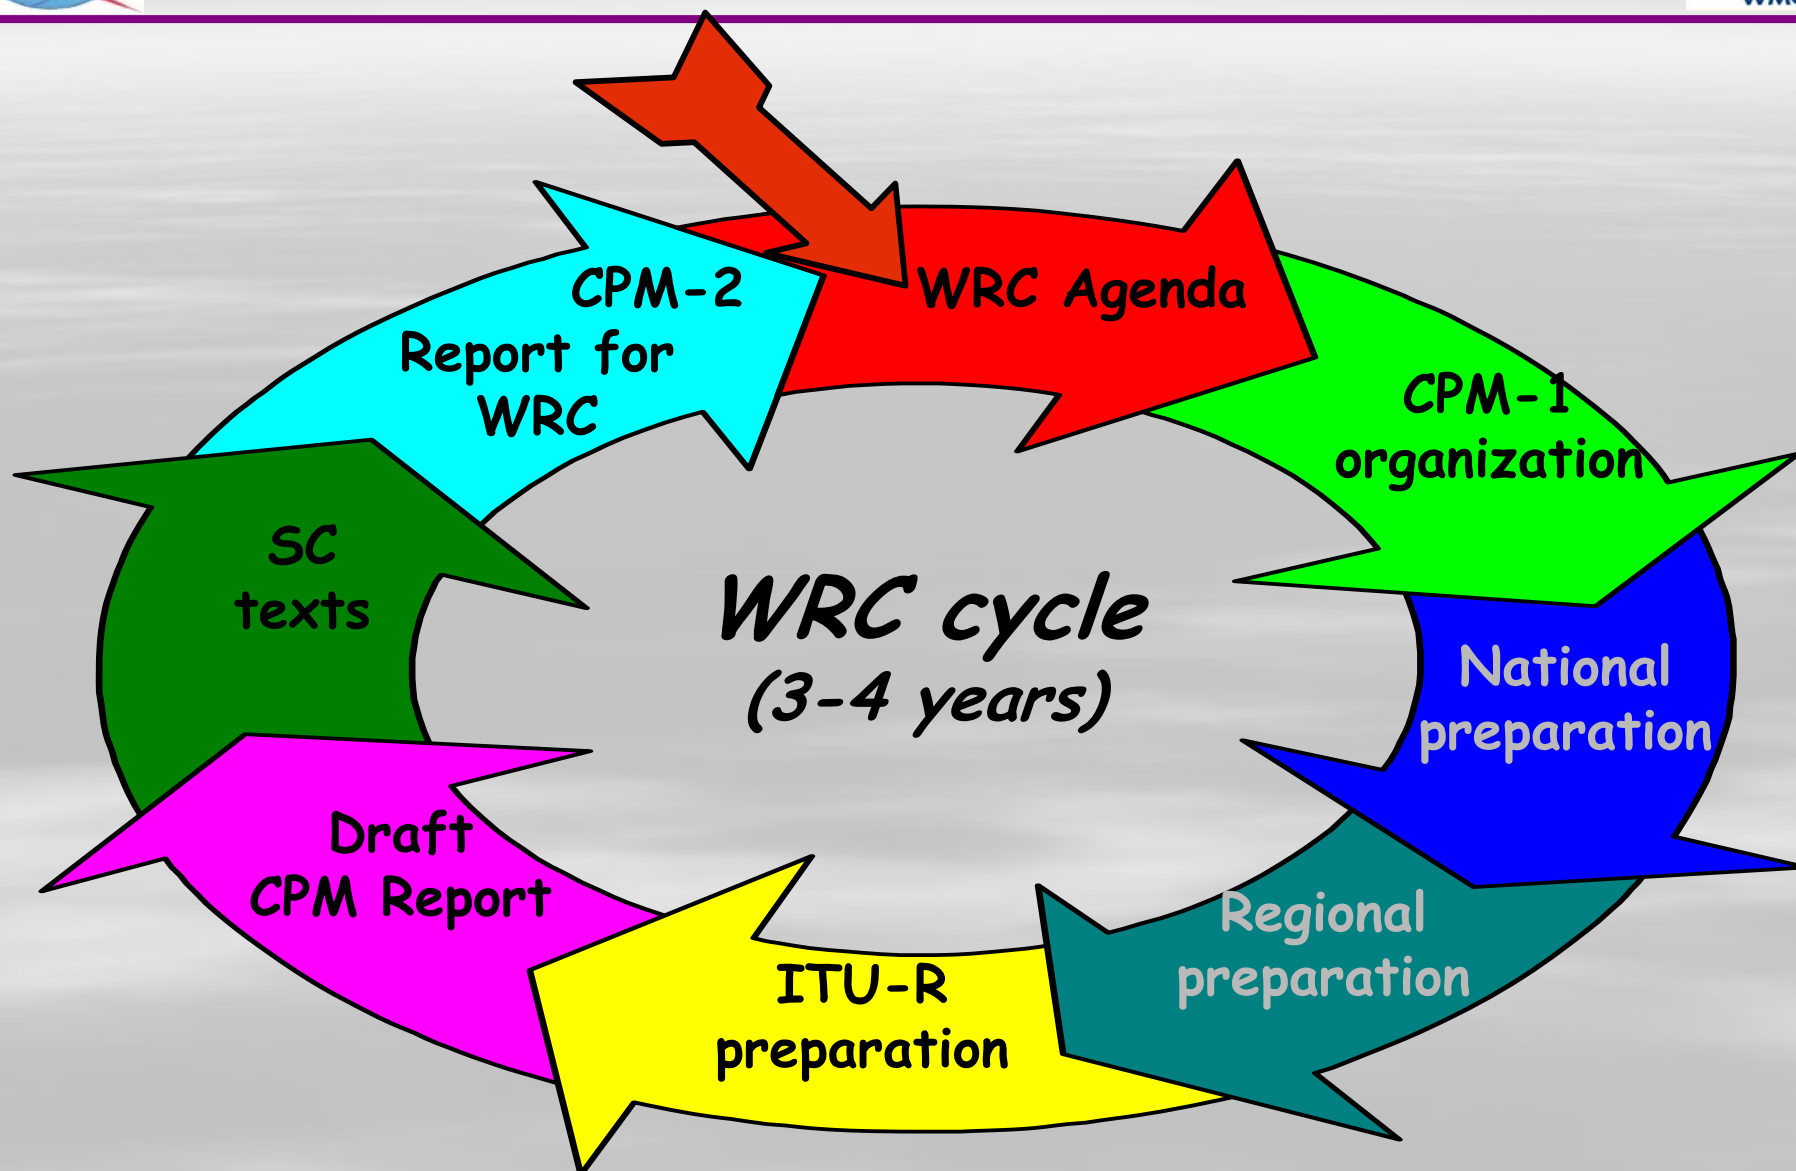 WRC Agenda
CPM-1
organization
National
preparation
Regional
preparation
ITU-R
preparation
Draft
CPM Report
SC
texts
CPM-2
Report for
WRC
WRC cycle
(3-4 years)